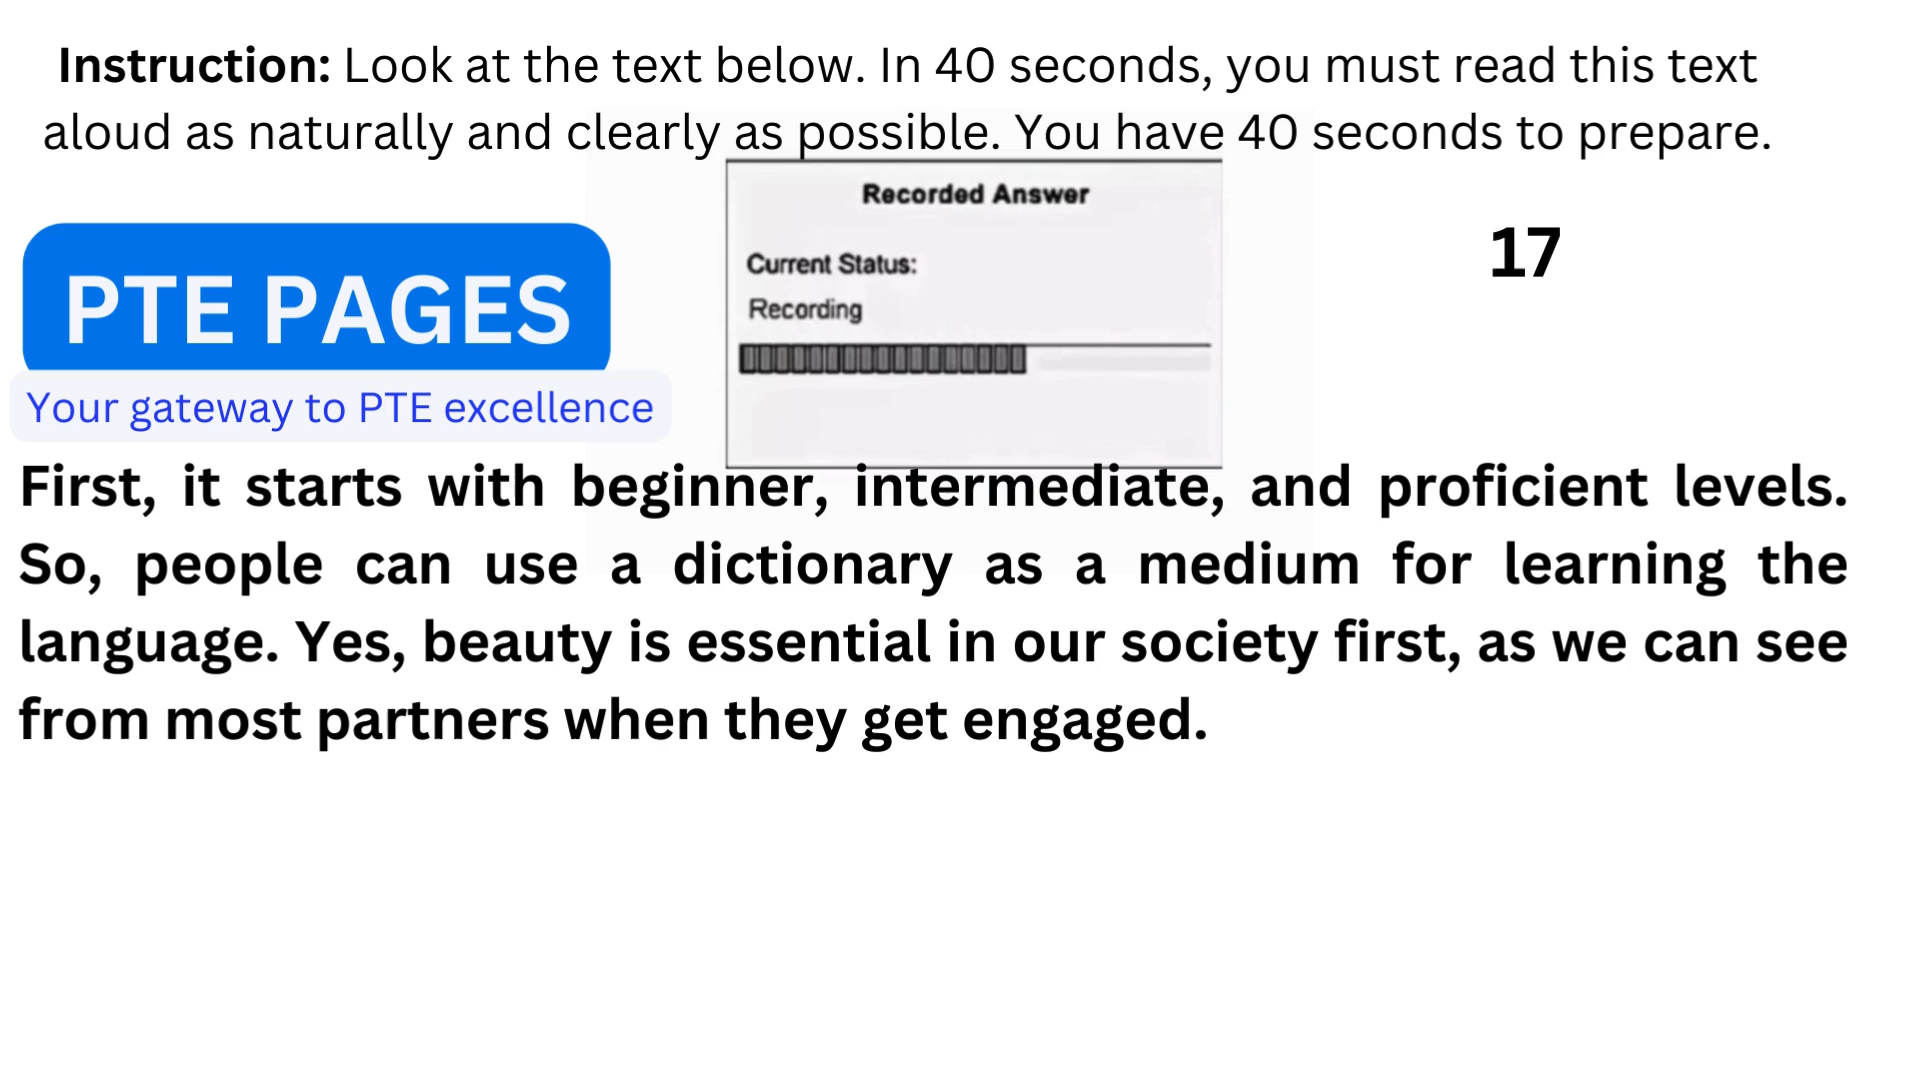 Instruction: Look at the text below. In 40 seconds, you must read this text
aloud as naturally and clearly as possible. You have 40 seconds to prepare.
Recorded Answer
Current Status:
Recording
17
PTE PAGES
Your gateway to PTE excellence
First, it starts with beginner, intermediate, and proficient levels.
So, people can use a dictionary as a medium for learning the
language. Yes, beauty is essential in our society first, as we can see
from most partners when they get engaged.